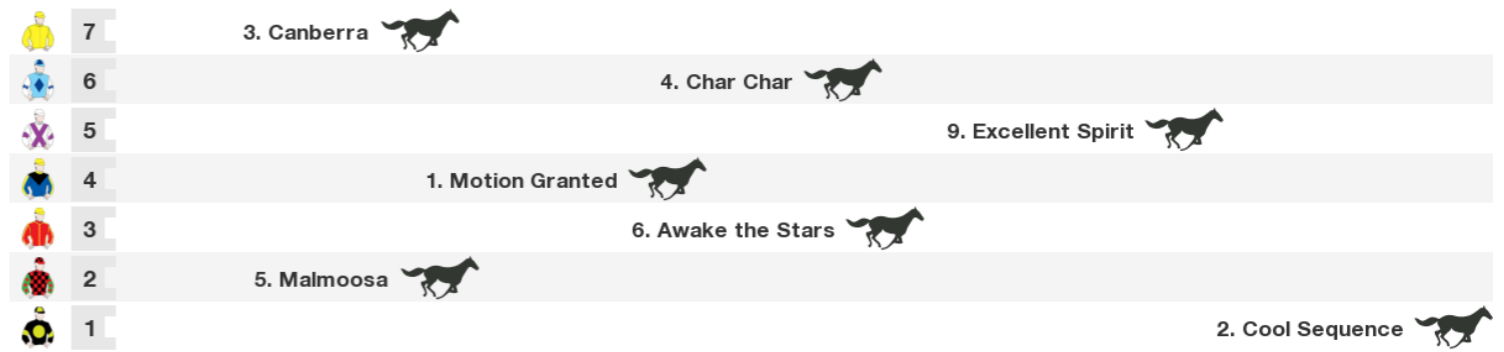 7 3. Canberra
6 4. Char Char
5 9. Excellent Spirit
4 1. Motion Granted
3 6. Awake the Stars
2 5. Malmoosa
1 2. Cool Sequence